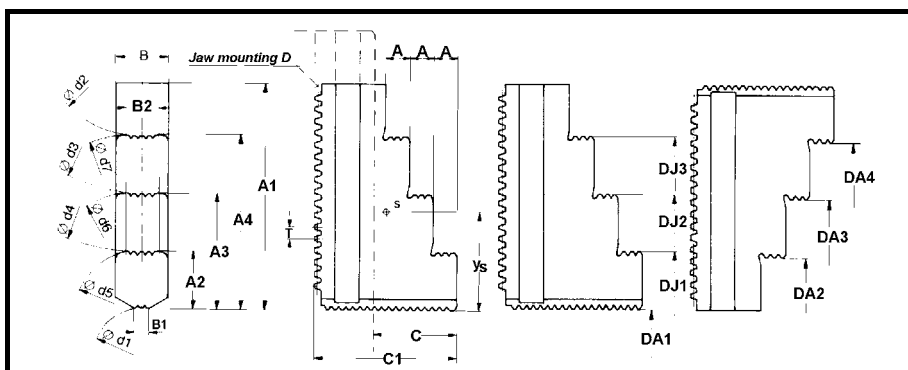 B
Jaw mounting D
A A A
Ø d2
B2
Ø d3
Ø d7
Ø d4
Ø d6
A1
A4
A3
A2
s
ys
DJ3
DJ2
DJ1
DA4
DA3
DA2
DA1
Ø d5
Ø d1
B1
T
C
C1